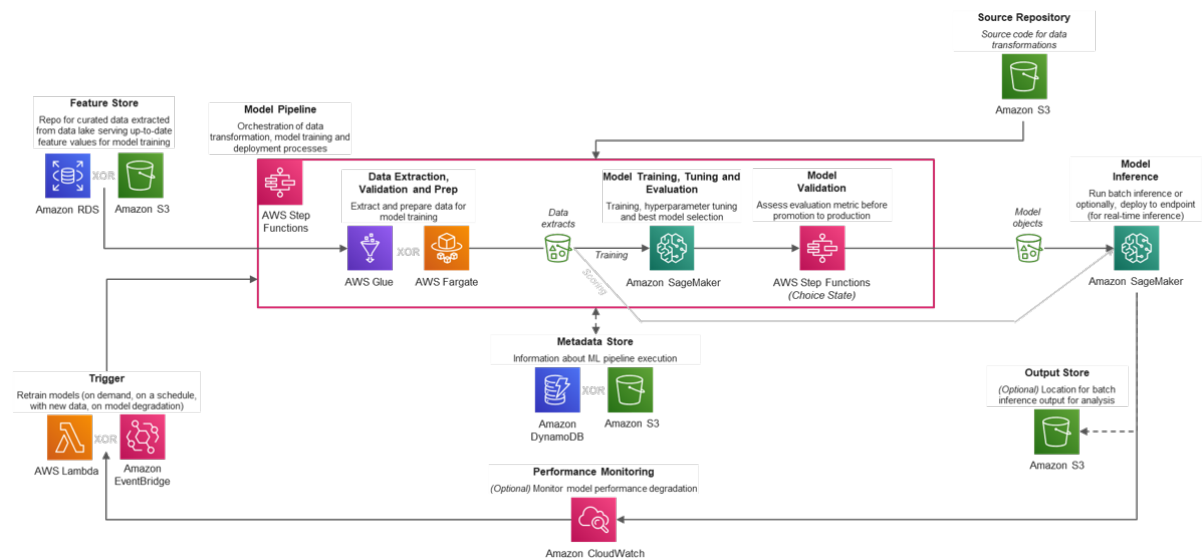 Source Repository
Source code for data
transformations
Amazon S3
Feature Store
Repo for curated data extracted
from data lake serving up-to-date
feature values for model training
XOR
Amazon RDS
Amazon S3
Model Pipeline
Orchestration of data
transformation, model training and
deployment processes
AWS Step
Functions
Data Extraction,
Validation and Prep
Extract and prepare data for
model training
XOR
AWS Glue
AWS Fargate
Data
extracts
Training
Scoring
Model Training, Tuning and
Evaluation
Training, hyperparameter tuning
and best model selection
Amazon SageMaker
Model
Validation
Assess evaluation metric before
promotion to production
AWS Step Functions
(Choice State)
Model
objects
Model
Inference
Run batch inference or
optionally, deploy to endpoint
(for real-time inference)
Amazon SageMaker
Metadata Store
Information about ML pipeline execution
XOR
Amazon
DynamoDB
Amazon S3
Trigger
Retrain models (on demand, on a schedule,
with new data, on model degradation)
XOR
AWS Lambda
Amazon
EventBridge
Output Store
(Optional) Location for batch
inference output for analysis
Amazon S3
Performance Monitoring
(Optional) Monitor model performance degradation
Amazon CloudWatch